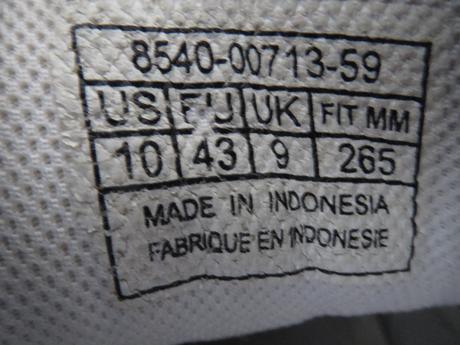 8540-00713-59
US EU UK FIT MM
10 43 9 265
MADE IN INDONESIA
FABRIQUE EN INDONESIE